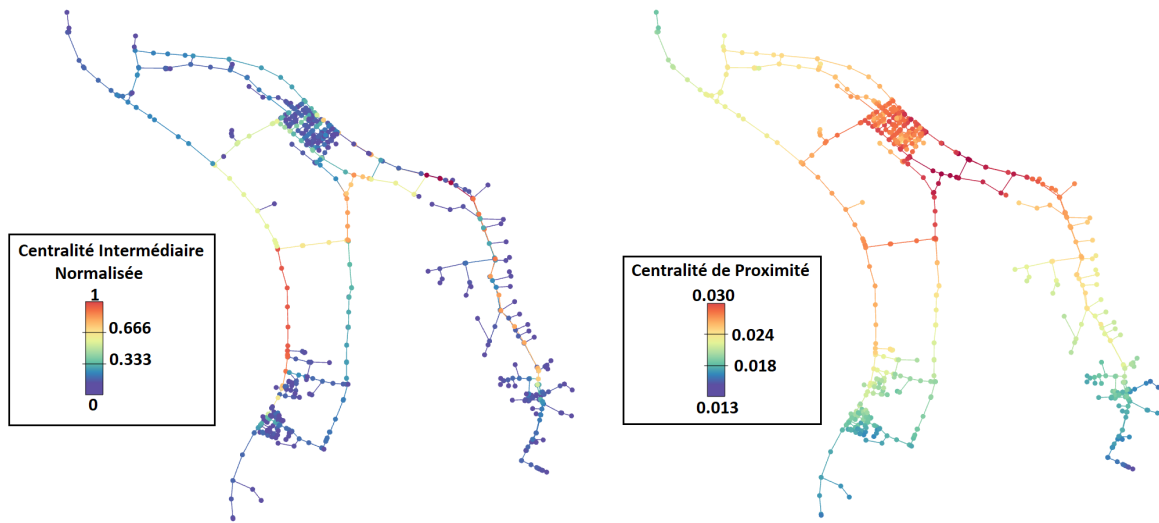 Centralité Intermédiaire
Normalisée
1
0.666
0.333
0
Centralité de Proximité
0.030
0.024
0.018
0.013